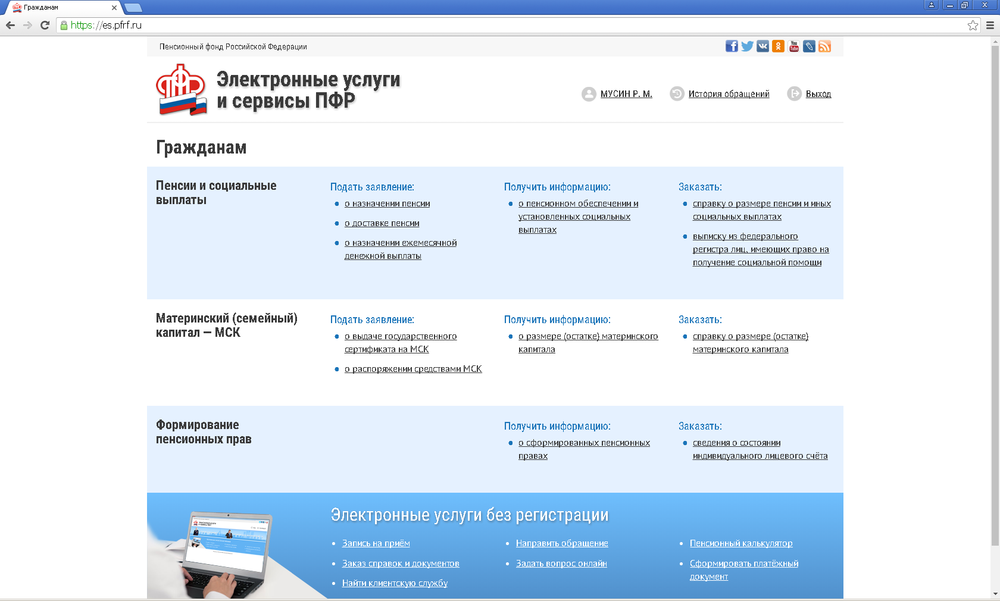 Гражданам
https://es.pfrf.ru
Пенсионный фонд Российской Федерации
You
Tube
Электронные услуги
и сервисы ПФР
МУСИН Р. М.
История обращений
Выход
Гражданам
Пенсии и социальные
выплаты
Подать заявление:
о назначении пенсии
о доставке пенсии
о назначении ежемесячной
денежной выплаты
Получить информацию:
о пенсионном обеспечении и
установленных социальных
выплатах
Заказать:
справку о размере пенсии и иных
социальных выплатах
выписку из федерального
регистра лиц, имеющих право на
получение социальной помощи
Материнский (семейный)
капитал — МСК
Подать заявление:
о выдаче государственного
сертификата на МСК
о распоряжении средствами МСК
Получить информацию:
о размере (остатке) материнского
капитала
Заказать:
справку о размере (остатке)
материнского капитала
Формирование
пенсионных прав
Получить информацию:
о сформированных пенсионных
правах
Заказать:
сведения о состоянии
индивидуального лицевого счёта
Электронные услуги без регистрации
Запись на приём
Заказ справок и документов
Найти клиентскую службу
Направить обращение
Задать вопрос онлайн
Пенсионный калькулятор
Сформировать платёжный
документ